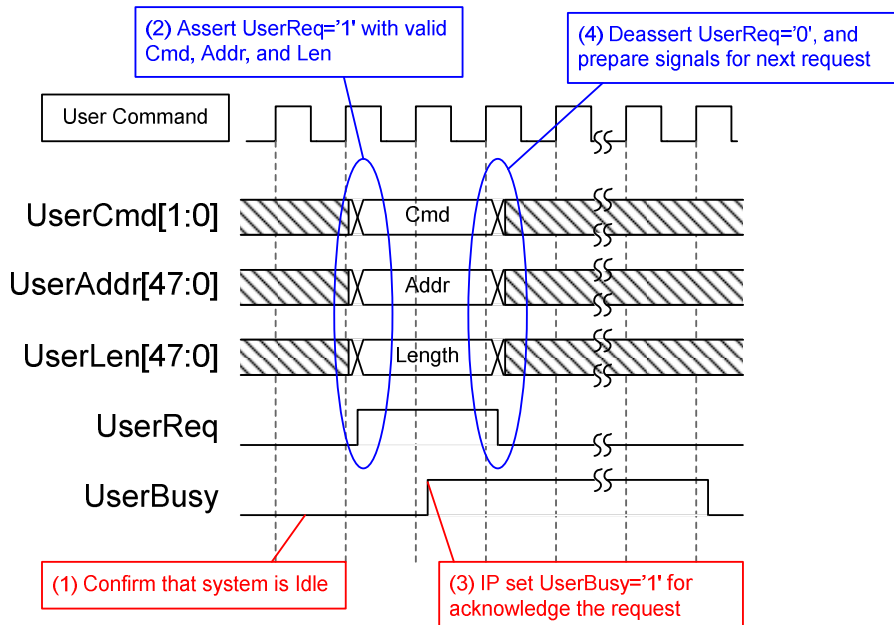 (2) Assert UserReq='1' with valid
Cmd, Addr, and Len
(4) Deassert UserReq='0', and
prepare signals for next request
User Command
UserCmd[1:0]
Cmd
UserAddr[47:0]
Addr
UserLen[47:0]
Length
UserReq
UserBusy
(1) Confirm that system is Idle
(3) IP set UserBusy='1' for
acknowledge the request